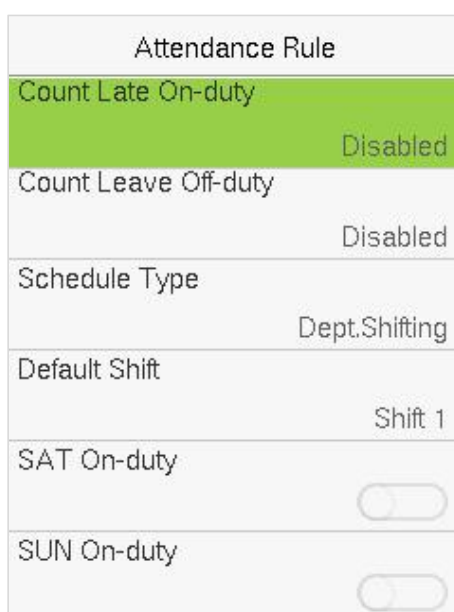 Attendance Rule
Count Late On-duty
Disabled
Count Leave Off-duty
Disabled
Schedule Type
Dept.Shifting
Default Shift
Shift 1
SAT On-duty
SUN On-duty